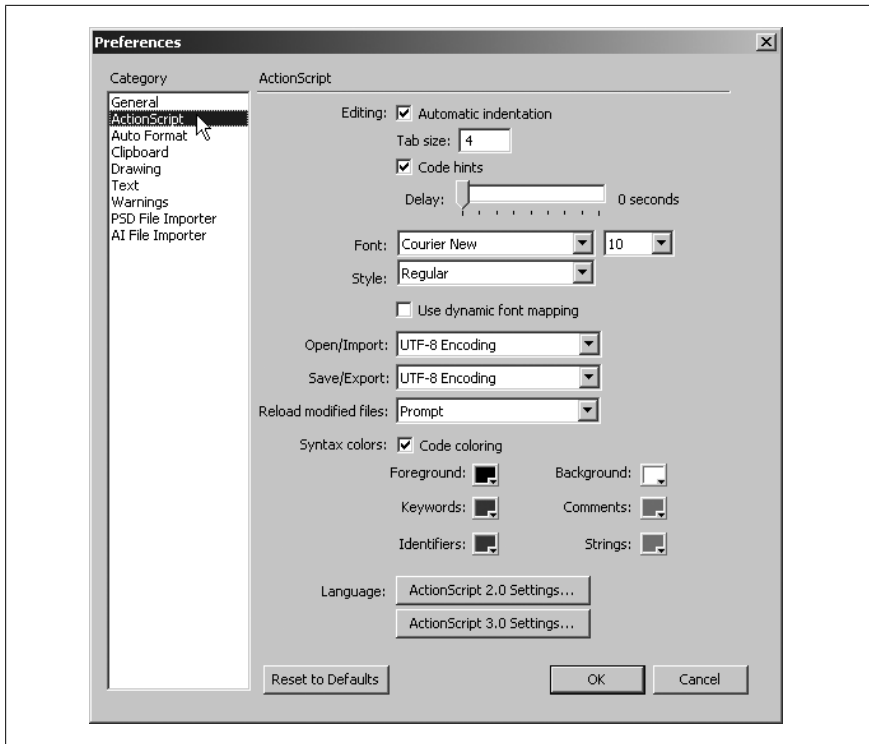 Preferences
Category
General
ActionScript
Auto Format
Clipboard
Drawing
Text
Warnings
PSD File Importer
AI File Importer
ActionScript
Editing: Automatic indentation
Tab size: 4
Code hints
Delay: 0 seconds
Font: Courier New 10
Style: Regular
Use dynamic font mapping
Open/Import: UTF-8 Encoding
Save/Export: UTF-8 Encoding
Reload modified files: Prompt
Syntax colors: Code coloring
Foreground: Background:
Keywords: Comments:
Identifiers: Strings:
Language: ActionScript 2.0 Settings...
ActionScript 3.0 Settings...
Reset to Defaults OK Cancel